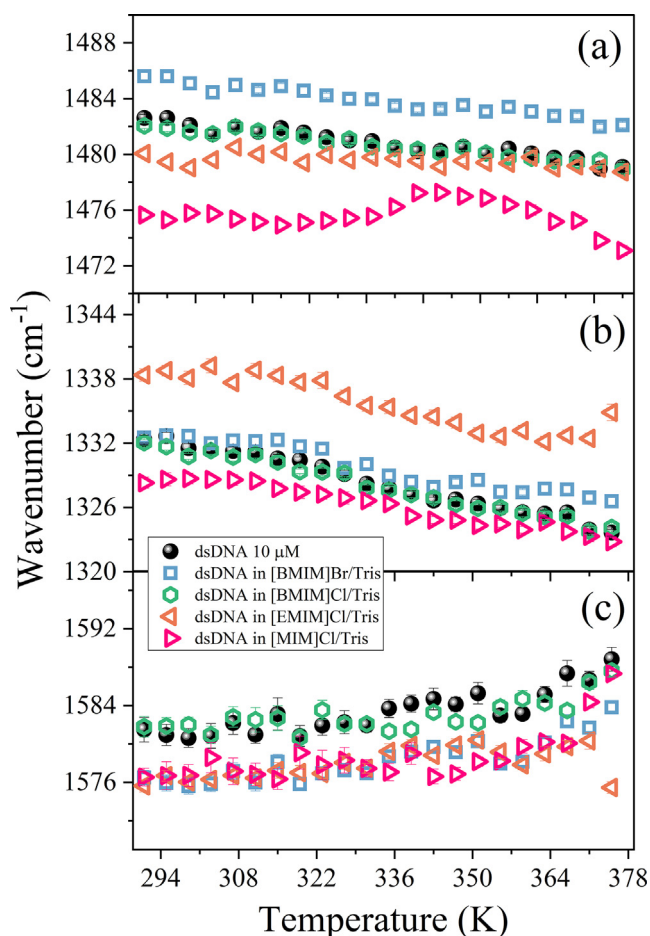 (a)
1488
1484
1480
1476
1472
(b)
1344
1338
1332
1326
1320
dsDNA 10 μM
dsDNA in [BMIM]Br/Tris
dsDNA in [BMIM]Cl/Tris
dsDNA in [EMIM]Cl/Tris
dsDNA in [MIM]Cl/Tris
(c)
1592
1584
1576
Wavenumber (cm⁻¹)
294 308 322 336 350 364 378
Temperature (K)